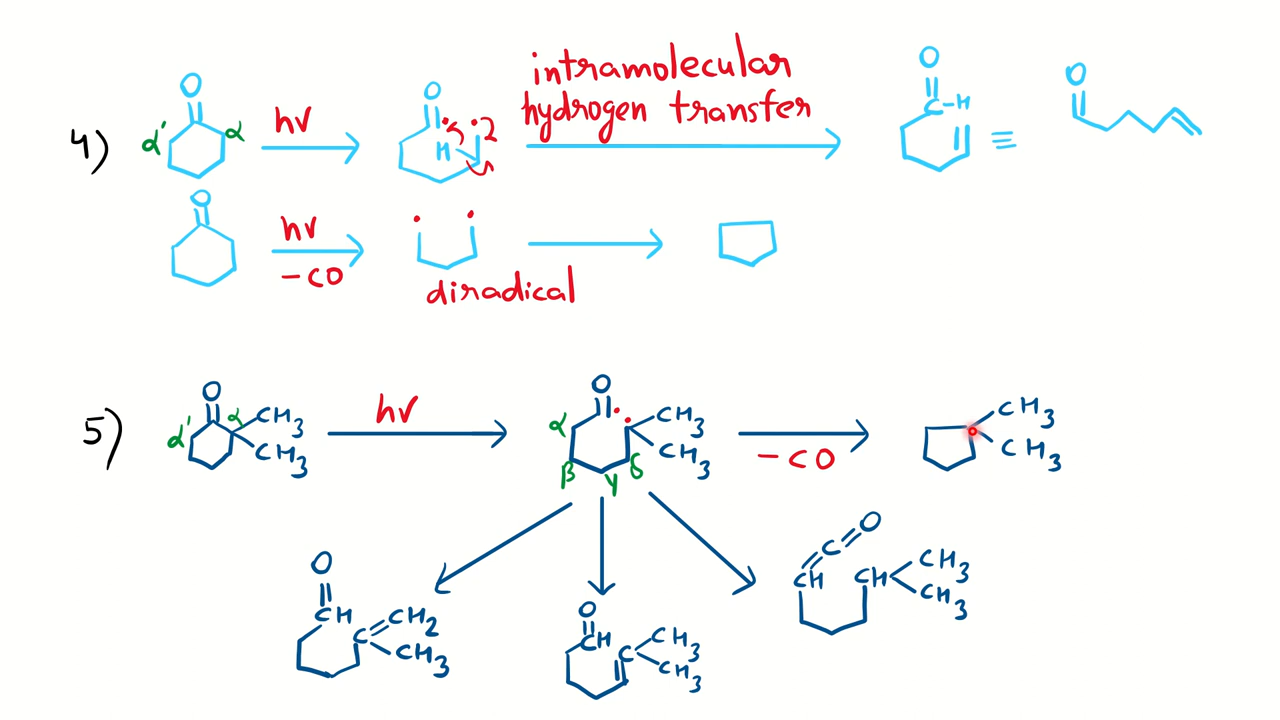 4) O α' α hν O H 2 intramolecular hydrogen transfer O C-H ≡ O
O hν -CO diradical
5) O α' α CH3 CH3 hν O α β γ δ CH3 CH3 -CO CH3 CH3
O CH C CH2 CH3
O CH C CH3 CH3
O C CH CH CH3 CH3